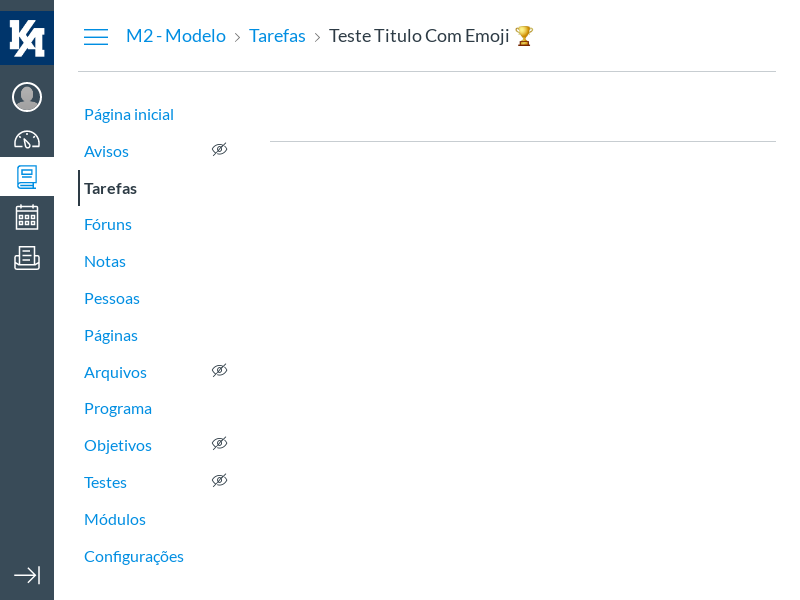 M2 - Modelo > Tarefas > Teste Titulo Com Emoji 🏆
Página inicial
Avisos
Tarefas
Fóruns
Notas
Pessoas
Páginas
Arquivos
Programa
Objetivos
Testes
Módulos
Configurações